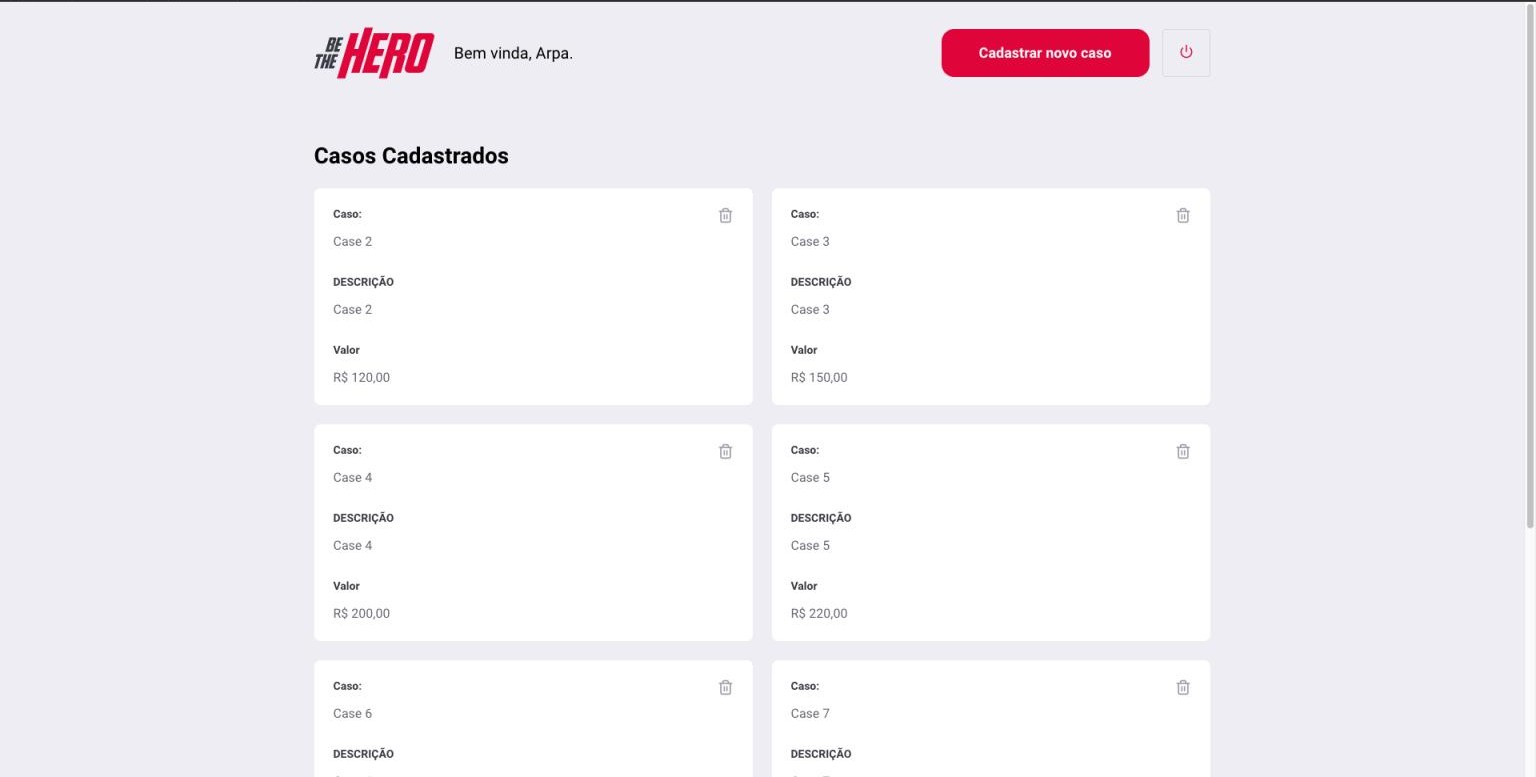 BE THE HERO
Bem vinda, Arpa.
Cadastrar novo caso
Casos Cadastrados
Caso:
Case 2
DESCRIÇÃO
Case 2
Valor
R$ 120,00
Caso:
Case 3
DESCRIÇÃO
Case 3
Valor
R$ 150,00
Caso:
Case 4
DESCRIÇÃO
Case 4
Valor
R$ 200,00
Caso:
Case 5
DESCRIÇÃO
Case 5
Valor
R$ 220,00
Caso:
Case 6
DESCRIÇÃO
Caso:
Case 7
DESCRIÇÃO